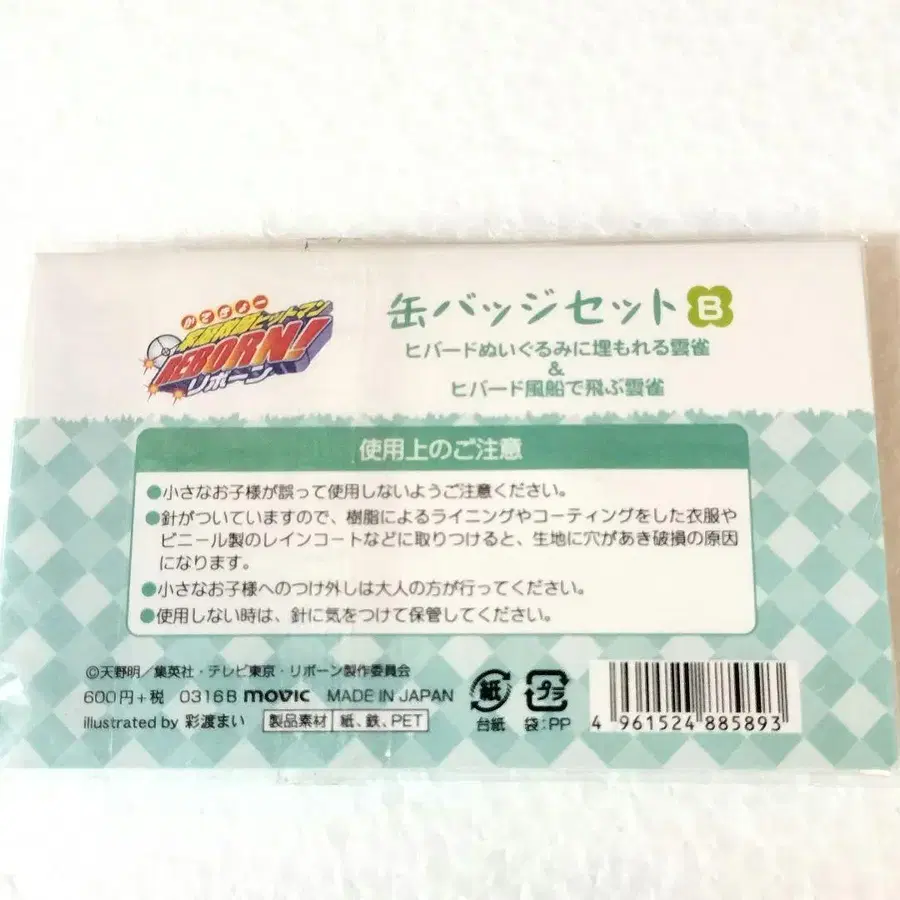 かてきょー
家庭教師ヒットマン
REBORN!
リボーン
缶バッジセット B
ヒバードぬいぐるみに埋もれる雲雀
&
ヒバード風船で飛ぶ雲雀
使用上のご注意
●小さなお子様が誤って使用しないようご注意ください。
●針がついていますので、樹脂によるライニングやコーティングをした衣服や
ビニール製のレインコートなどに取りつけると、生地に穴があき破損の原因
になります。
●小さなお子様へのつけ外しは大人の方が行ってください。
●使用しない時は、針に気をつけて保管してください。
©天野明／集英社・テレビ東京・リボーン製作委員会
600円+税 0316B movic MADE IN JAPAN
illustrated by 彩渡まい 製品素材 紙、鉄、PET
紙
台紙
プラ
袋:PP
4 961524 885893